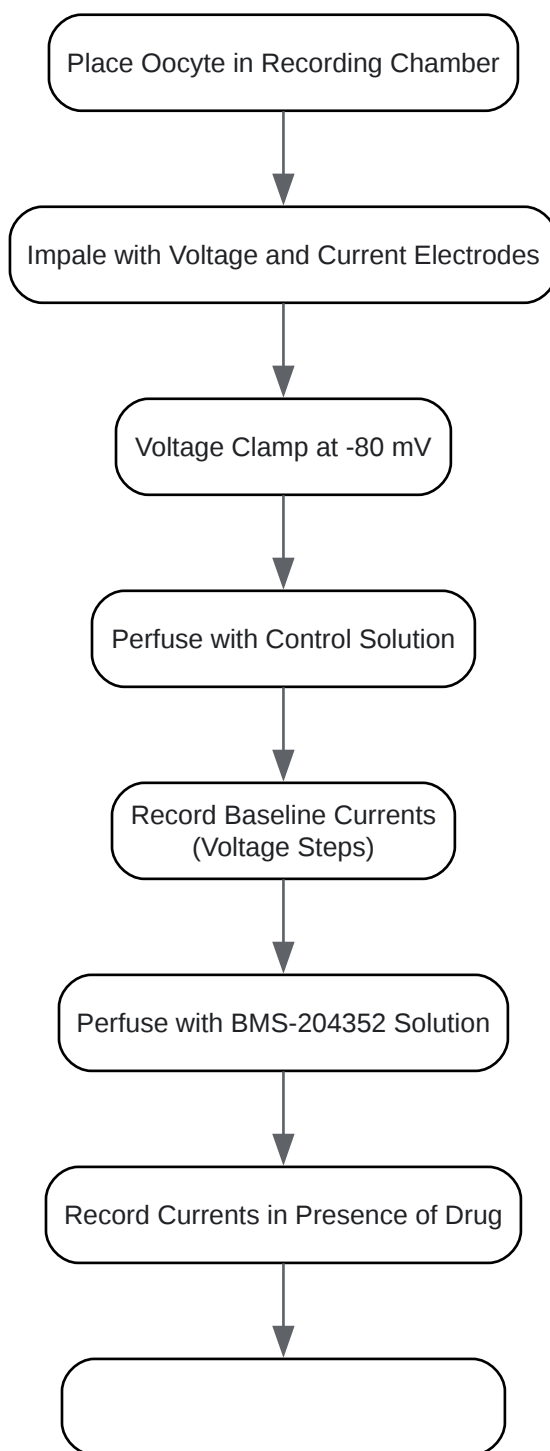 Place Oocyte in Recording Chamber
Impale with Voltage and Current Electrodes
Voltage Clamp at -80 mV
Perfuse with Control Solution
Record Baseline Currents
(Voltage Steps)
Perfuse with BMS-204352 Solution
Record Currents in Presence of Drug